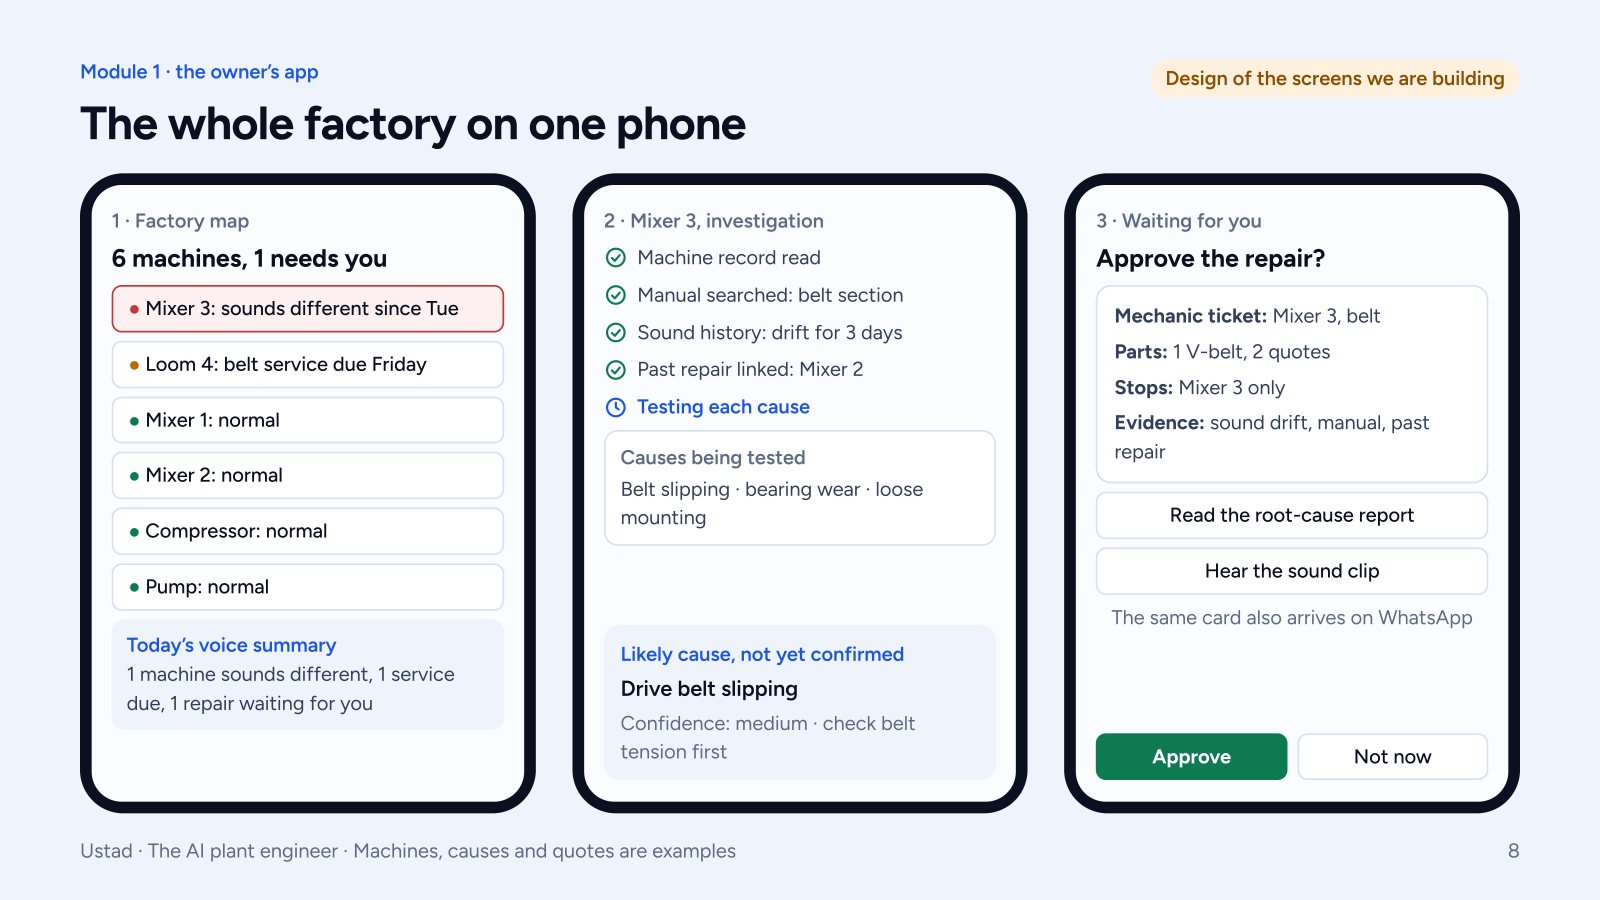 Module 1 · the owner’s app
Design of the screens we are building
The whole factory on one phone
1 · Factory map
6 machines, 1 needs you
Mixer 3: sounds different since Tue
Loom 4: belt service due Friday
Mixer 1: normal
Mixer 2: normal
Compressor: normal
Pump: normal
Today’s voice summary
1 machine sounds different, 1 service
due, 1 repair waiting for you
2 · Mixer 3, investigation
Machine record read
Manual searched: belt section
Sound history: drift for 3 days
Past repair linked: Mixer 2
Testing each cause
Causes being tested
Belt slipping · bearing wear · loose
mounting
Likely cause, not yet confirmed
Drive belt slipping
Confidence: medium · check belt
tension first
3 · Waiting for you
Approve the repair?
Mechanic ticket: Mixer 3, belt
Parts: 1 V-belt, 2 quotes
Stops: Mixer 3 only
Evidence: sound drift, manual, past
repair
Read the root-cause report
Hear the sound clip
The same card also arrives on WhatsApp
Approve
Not now
Ustad · The AI plant engineer · Machines, causes and quotes are examples
8